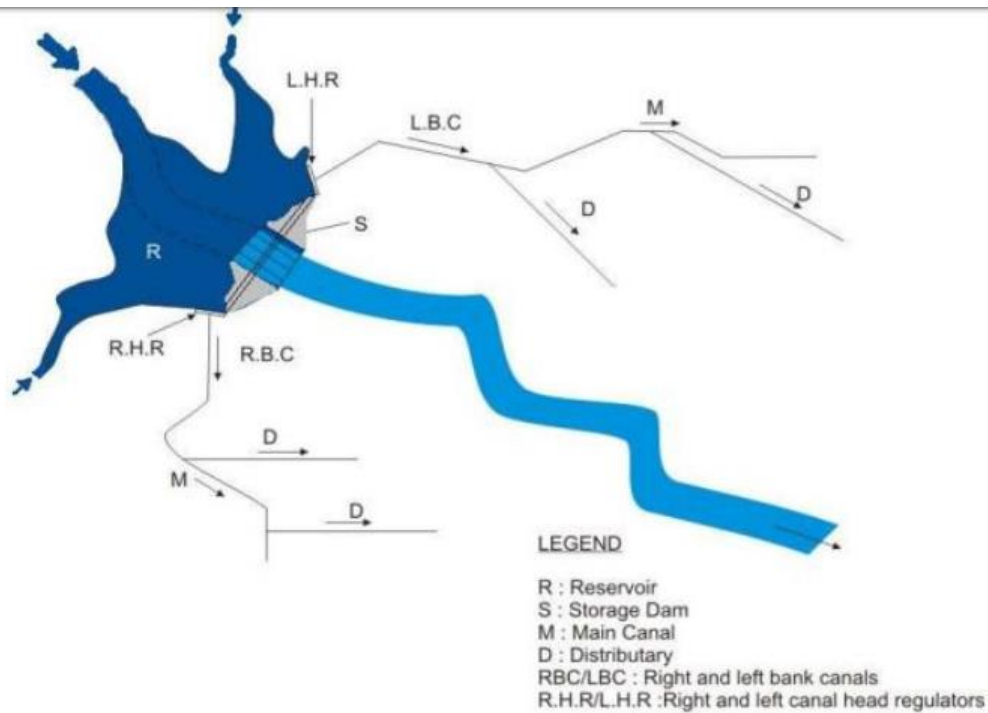 L.H.R
L.B.C
M
D
D
S
R
R.H.R
R.B.C
D
M
D
LEGEND
R : Reservoir
S : Storage Dam
M : Main Canal
D : Distributary
RBC/LBC : Right and left bank canals
R.H.R/L.H.R :Right and left canal head regulators